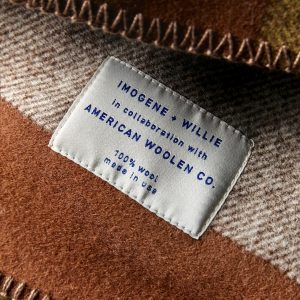 IMOGENE + WILLIE
in collaboration with
AMERICAN WOOLEN CO.
100% wool
made in USA